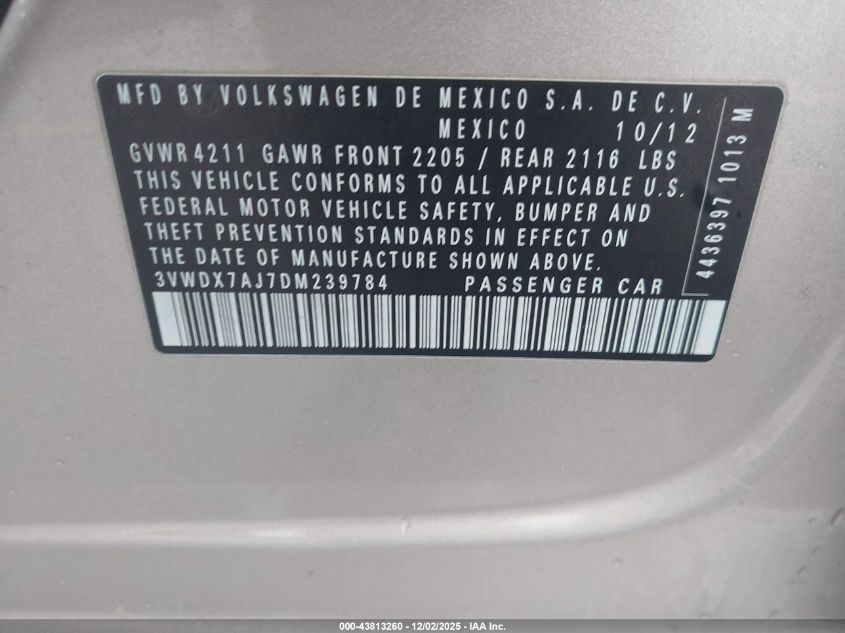 MFD BY VOLKSWAGEN DE MEXICO S.A. DE C.V.
MEXICO 10/12
GVWR 4211 GAWR FRONT 2205 / REAR 2116 LBS
THIS VEHICLE CONFORMS TO ALL APPLICABLE U.S.
FEDERAL MOTOR VEHICLE SAFETY, BUMPER AND
THEFT PREVENTION STANDARDS IN EFFECT ON
THE DATE OF MANUFACTURE SHOWN ABOVE.
3VWDX7AJ7DM239784 PASSENGER CAR
4436397 1013 M
000-43813260 - 12/02/2025 - IAA Inc.